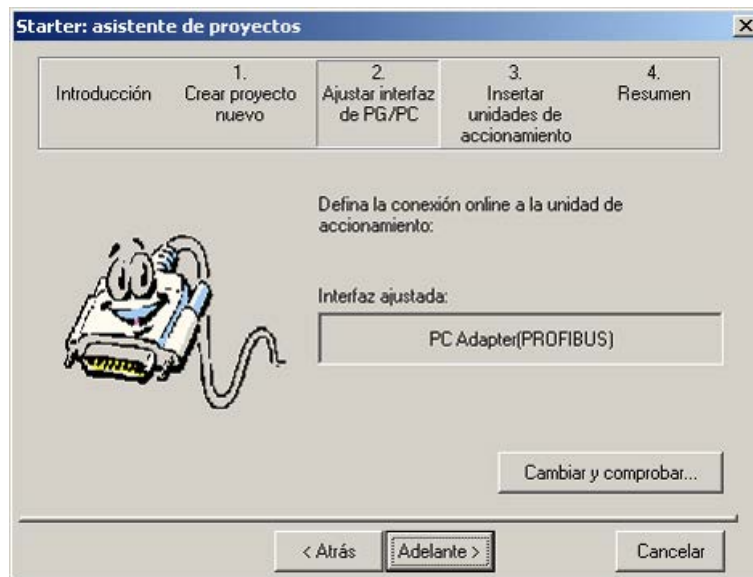 Starter: asistente de proyectos
Introducción
1.
Crear proyecto
nuevo
2.
Ajustar interfaz
de PG/PC
3.
Insertar
unidades de
accionamiento
4.
Resumen
Defina la conexión online a la unidad de
accionamiento:
Interfaz ajustada:
PC Adapter(PROFIBUS)
Cambiar y comprobar...
< Atrás
Adelante >
Cancelar